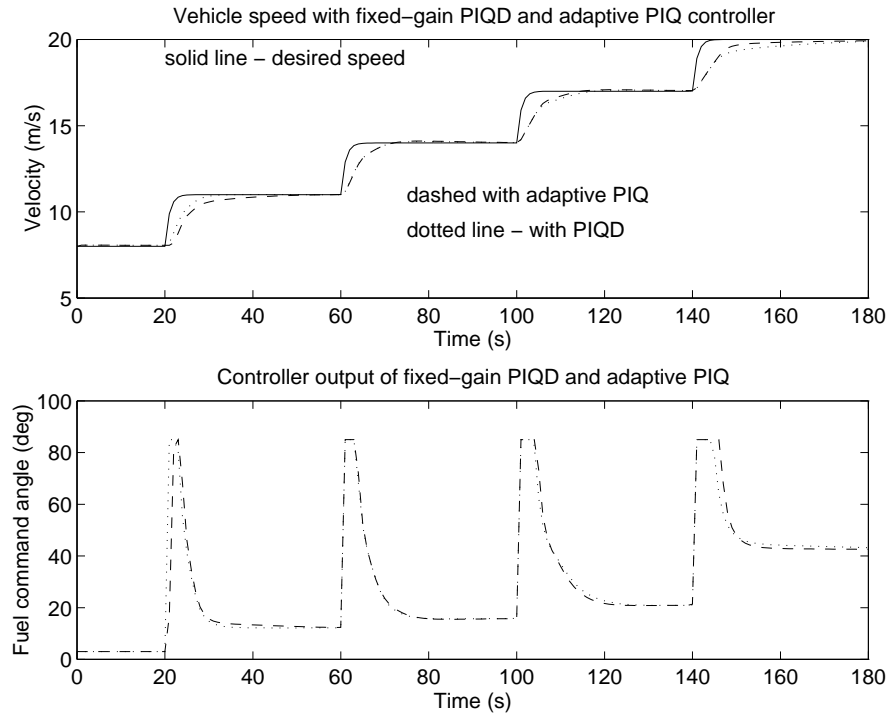 Vehicle speed with fixed−gain PIQD and adaptive PIQ controller
20
solid line − desired speed
15
Velocity (m/s)
dashed with adaptive PIQ
10
dotted line − with PIQD
5
0 20 40 60 80 100 120 140 160 180
Time (s)
Controller output of fixed−gain PIQD and adaptive PIQ
100
80
60
Fuel command angle (deg)
40
20
0
0 20 40 60 80 100 120 140 160 180
Time (s)